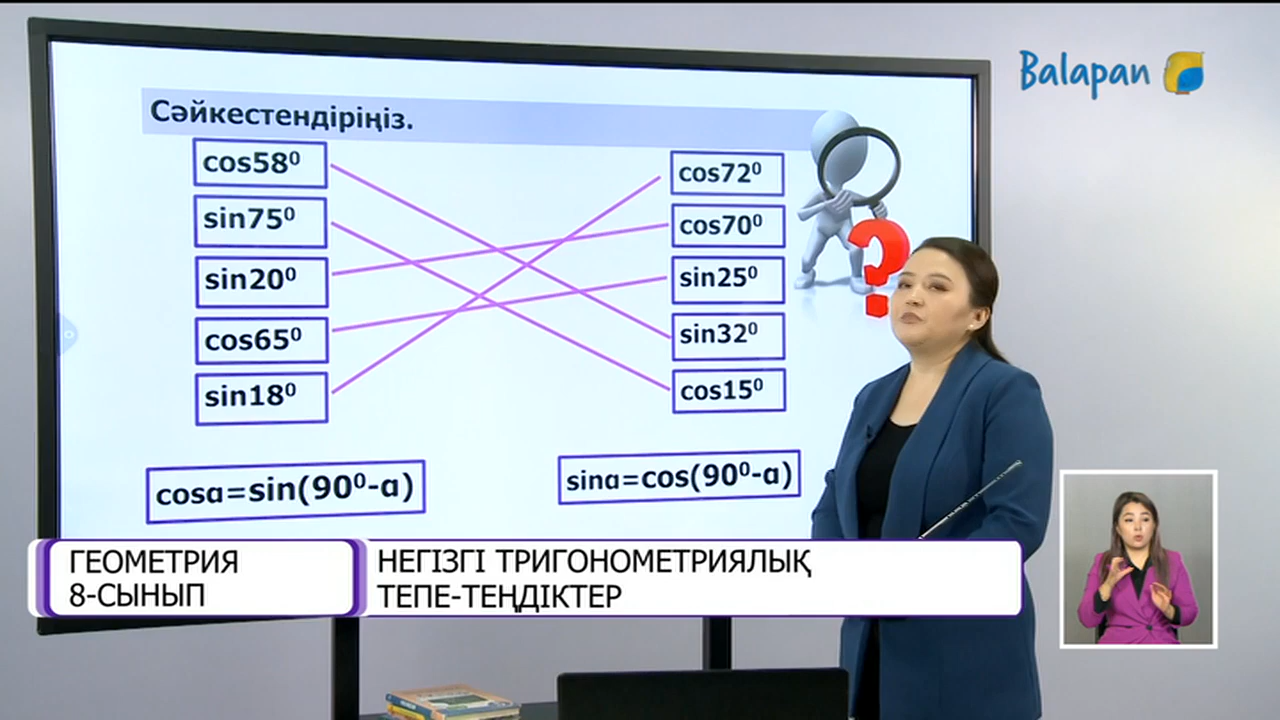 Balapan
Сәйкестендіріңіз.
cos58⁰
sin75⁰
sin20⁰
cos65⁰
sin18⁰
cos72⁰
cos70⁰
sin25⁰
sin32⁰
cos15⁰
cosα=sin(90⁰-α)
sinα=cos(90⁰-α)
ГЕОМЕТРИЯ
8-СЫНЫП
НЕГІЗГІ ТРИГОНОМЕТРИЯЛЫҚ
ТЕПЕ-ТЕҢДІКТЕР